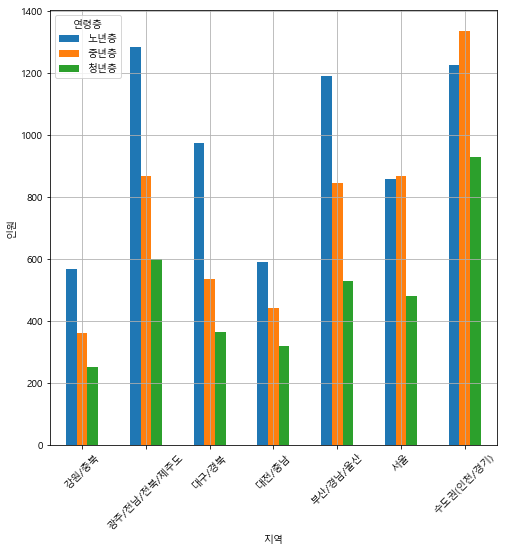 연령층
노년층
중년층
청년층
1400
1200
1000
800
600
400
200
0
인원
강원/충북
광주/전남/전북/제주도
대구/경북
대전/충남
부산/경남/울산
서울
수도권(인천/경기)
지역